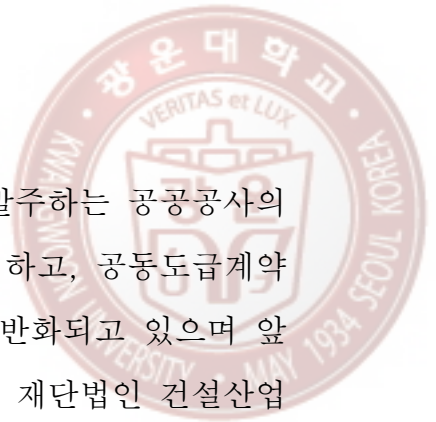 광운대학교
VERITAS et LUX
KWANGWOON UNIVERSITY • MAY 1934 SEOUL KOREA
발주하는 공공공사의
하고, 공동도급계약
반화되고 있으며 앞
재단법인 건설산업